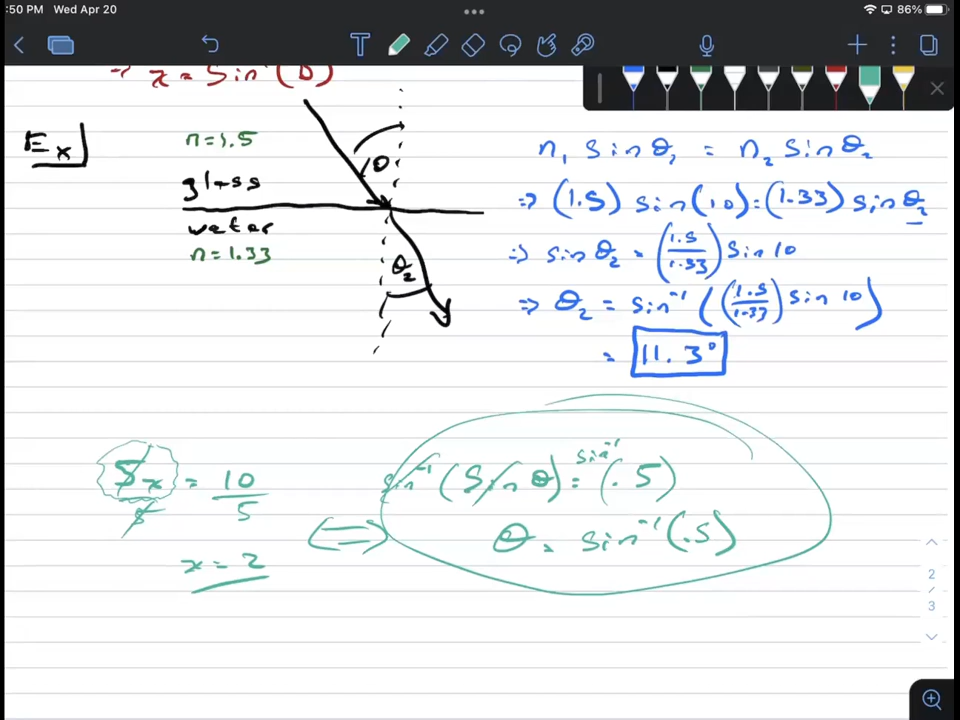 :50 PM Wed Apr 20
86%
T
⇒ x = sin⁻¹(D)
Ex
n=1.5
glass
water
n=1.33
θ
θ₂
n₁ sin θ₁ = n₂ sin θ₂
⇒ (1.5) sin(10) = (1.33) sin θ₂
⇒ sin θ₂ = (1.5/1.33) sin 10
⇒ θ₂ = sin⁻¹ ((1.5/1.33) sin 10)
= 11.3°
5x/5 = 10/5
x = 2
⇔
sin⁻¹ (sin θ) = sin⁻¹ (.5)
θ = sin⁻¹ (.5)
2
/
3